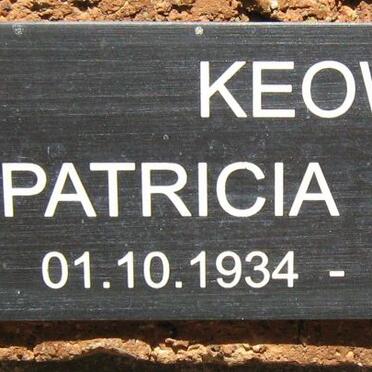 KEOW
PATRICIA
01.10.1934 -